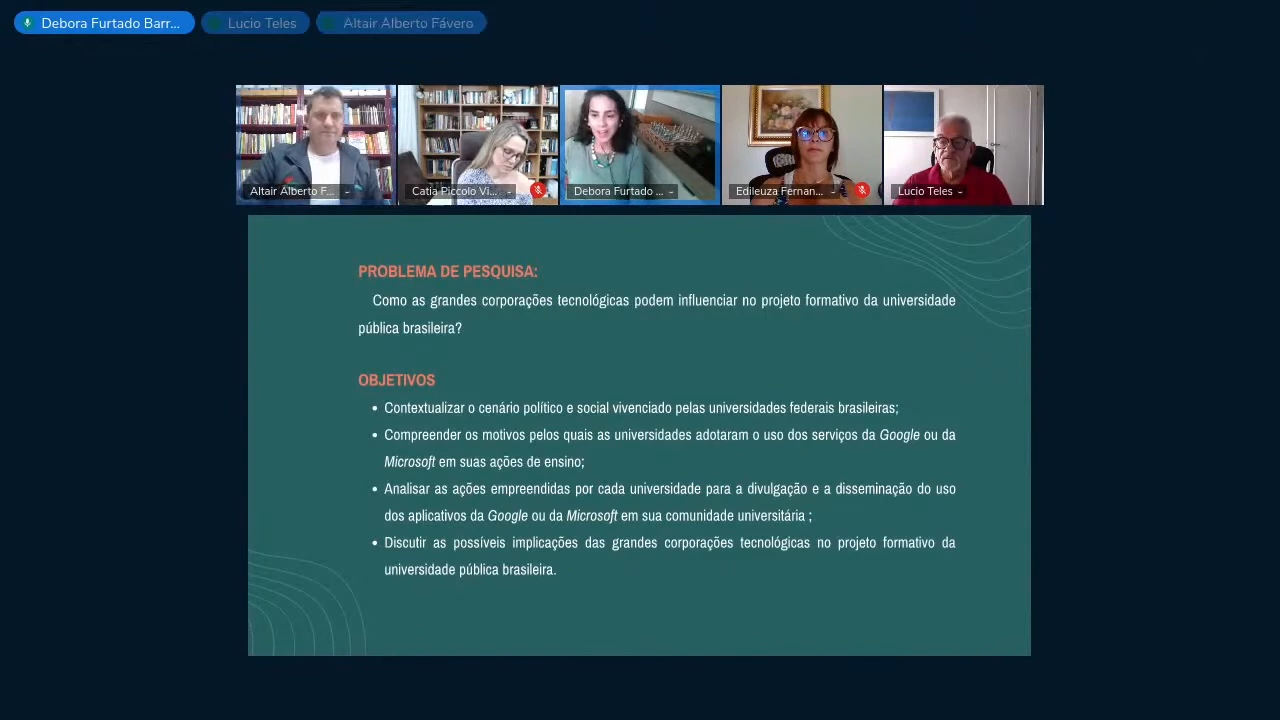 Debora Furtado Barr...
Lucio Teles
Altair Alberto Fávero
Altair Alberto F...
Catia Piccolo Vi...
Debora Furtado ...
Edileuza Fernan...
Lucio Teles
PROBLEMA DE PESQUISA:
Como as grandes corporações tecnológicas podem influenciar no projeto formativo da universidade
pública brasileira?
OBJETIVOS
• Contextualizar o cenário político e social vivenciado pelas universidades federais brasileiras;
• Compreender os motivos pelos quais as universidades adotaram o uso dos serviços da Google ou da
Microsoft em suas ações de ensino;
• Analisar as ações empreendidas por cada universidade para a divulgação e a disseminação do uso
dos aplicativos da Google ou da Microsoft em sua comunidade universitária ;
• Discutir as possíveis implicações das grandes corporações tecnológicas no projeto formativo da
universidade pública brasileira.